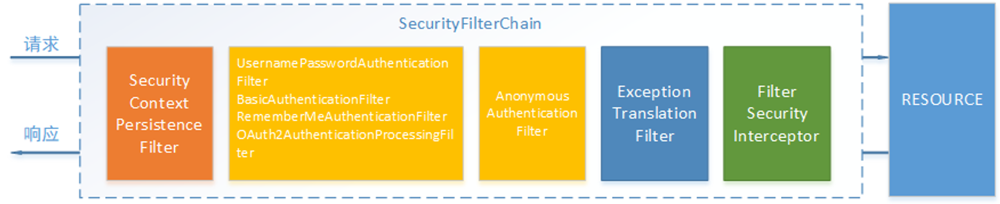 SecurityFilterChain
请求
响应
Security
Context
Persistence
Filter
UsernamePasswordAuthentication
Filter
BasicAuthenticationFilter
RememberMeAuthenticationFilter
OAuth2AuthenticationProcessingFil
ter
Anonymous
Authentication
Filter
Exception
Translation
Filter
Filter
Security
Interceptor
RESOURCE